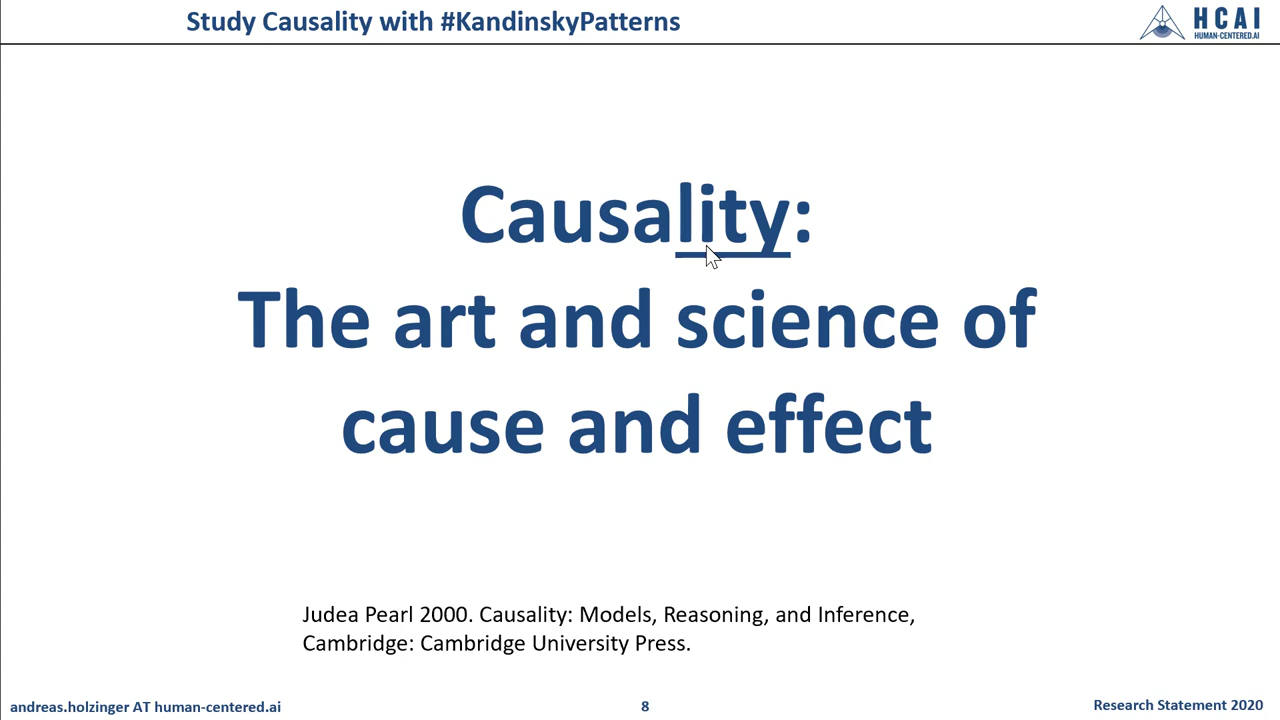 Study Causality with #KandinskyPatterns
HCAI
HUMAN-CENTERED.AI
Causality:
The art and science of
cause and effect
Judea Pearl 2000. Causality: Models, Reasoning, and Inference,
Cambridge: Cambridge University Press.
andreas.holzinger AT human-centered.ai
8
Research Statement 2020